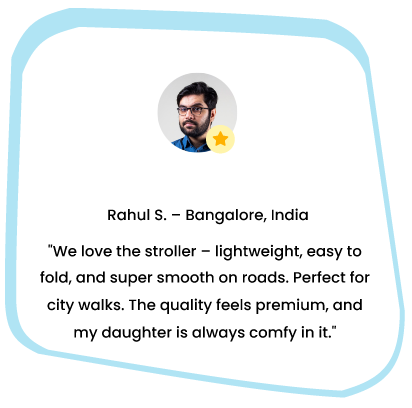 Rahul S. – Bangalore, India
"We love the stroller – lightweight, easy to
fold, and super smooth on roads. Perfect for
city walks. The quality feels premium, and
my daughter is always comfy in it."